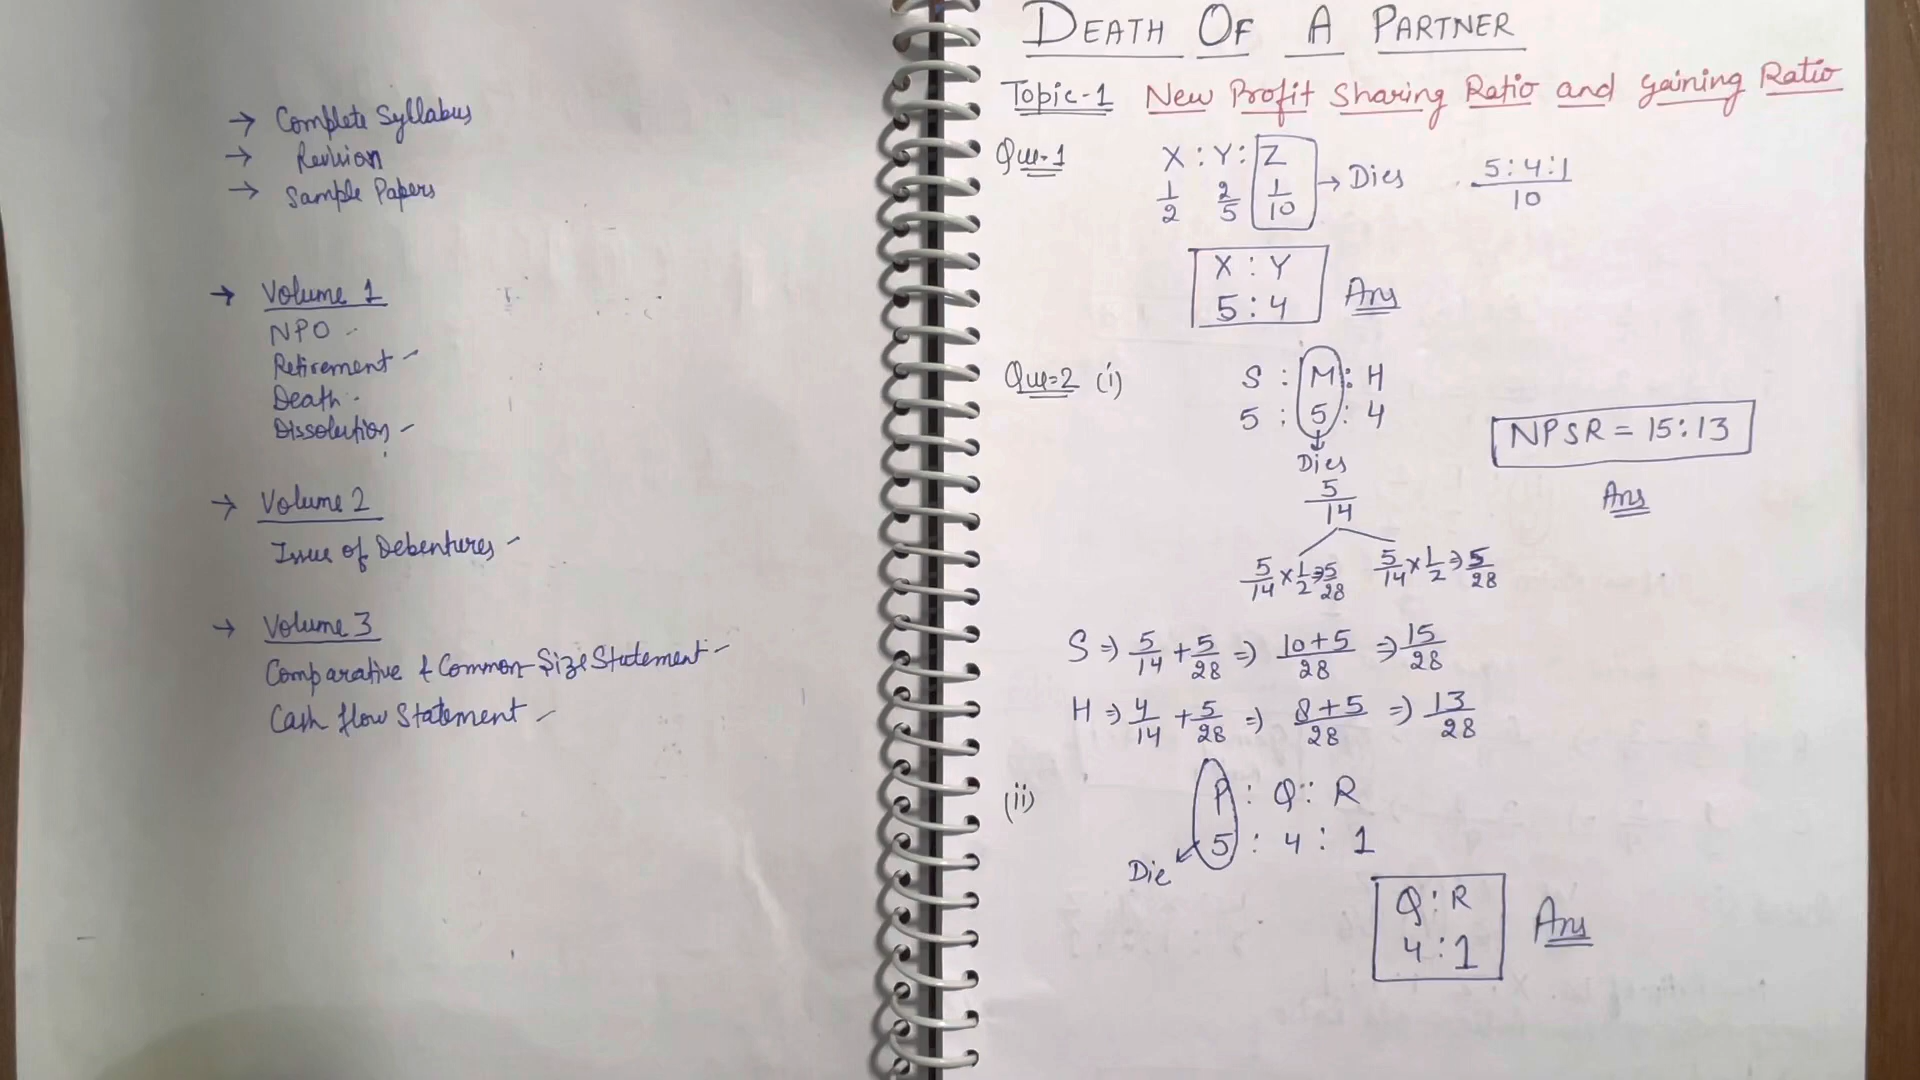 → Complete Syllabus
→ Revision
→ Sample Papers
→ Volume 1
NPO -
Retirement -
Death -
Dissolution -
→ Volume 2
Issue of Debentures -
→ Volume 3
Comparative & Common Size Statement -
Cash flow Statement -
DEATH OF A PARTNER
Topic-1 New Profit Sharing Ratio and gaining Ratio
Que-1
X : Y : Z
1/2 2/5 1/10 → Dies
5:4:1/10
X : Y
5 : 4 Ans
Que-2 (i)
S : M : H
5 : 5 : 4
Dies
5/14
5/14 × 1/2 ⇒ 5/28 5/14 × 1/2 ⇒ 5/28
NPSR = 15:13
Ans
S ⇒ 5/14 + 5/28 ⇒ 10+5/28 ⇒ 15/28
H ⇒ 4/14 + 5/28 ⇒ 8+5/28 ⇒ 13/28
(ii)
P : Q : R
5 : 4 : 1
Die
Q : R
4 : 1 Ans